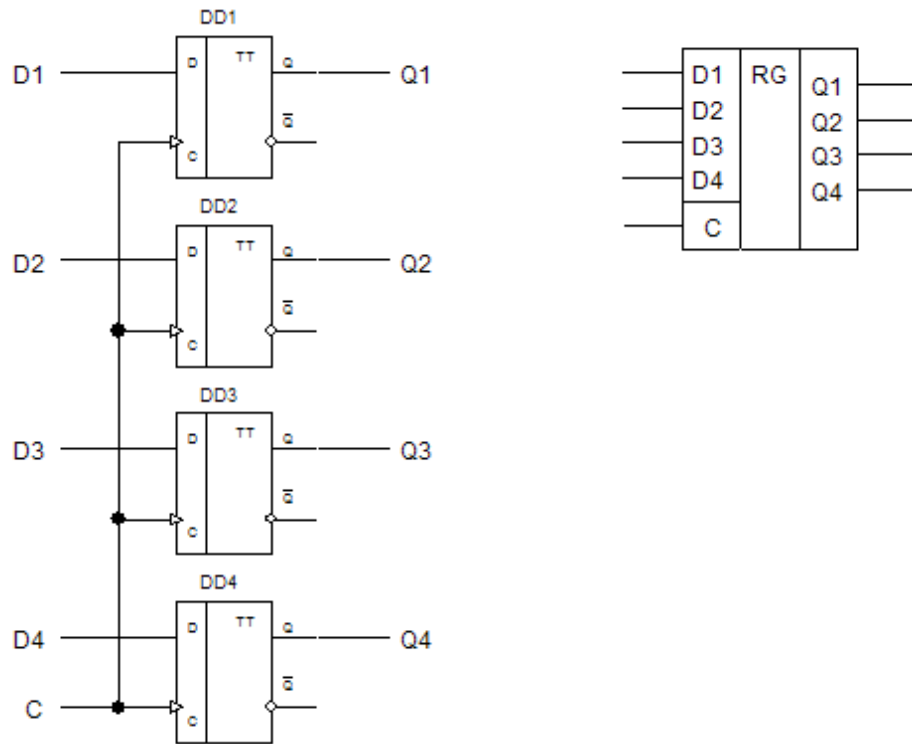 DD1
D1 D TT Q Q1
Q̅
C
DD2
D2 D TT Q Q2
Q̅
C
DD3
D3 D TT Q Q3
Q̅
C
DD4
D4 D TT Q Q4
Q̅
C C
D1 RG Q1
D2 Q2
D3 Q3
D4 Q4
C